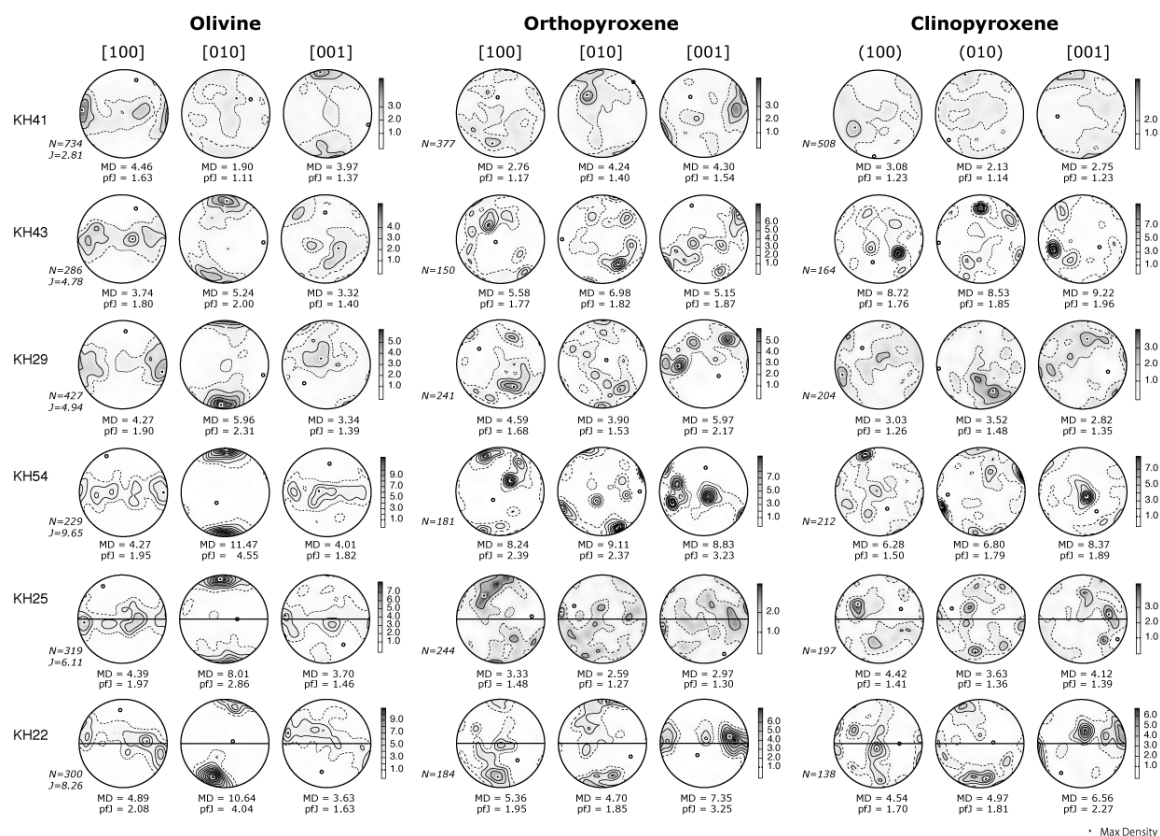 Olivine Orthopyroxene Clinopyroxene
[100] [010] [001] [100] [010] [001] (100) (010) [001]
KH41
3.0
2.0
1.0
3.0
2.0
1.0
2.0
1.0
N=734
J=2.81
N=377
N=508
MD = 4.46 MD = 1.90 MD = 3.97 MD = 2.76 MD = 4.24 MD = 4.30 MD = 3.08 MD = 2.13 MD = 2.75
pfJ = 1.63 pfJ = 1.11 pfJ = 1.37 pfJ = 1.17 pfJ = 1.40 pfJ = 1.54 pfJ = 1.23 pfJ = 1.14 pfJ = 1.23
KH43
4.0
3.0
2.0
1.0
6.0
5.0
4.0
3.0
2.0
1.0
7.0
5.0
3.0
1.0
N=286
J=4.78
N=150
N=164
MD = 3.74 MD = 5.24 MD = 3.32 MD = 5.58 MD = 6.98 MD = 5.15 MD = 8.72 MD = 8.53 MD = 9.22
pfJ = 1.80 pfJ = 2.00 pfJ = 1.40 pfJ = 1.77 pfJ = 1.82 pfJ = 1.87 pfJ = 1.76 pfJ = 1.85 pfJ = 1.96
KH29
5.0
4.0
3.0
2.0
1.0
5.0
4.0
3.0
2.0
1.0
3.0
2.0
1.0
N=427
J=4.94
N=241
N=204
MD = 4.27 MD = 5.96 MD = 3.34 MD = 4.59 MD = 3.90 MD = 5.97 MD = 3.03 MD = 3.52 MD = 2.82
pfJ = 1.90 pfJ = 2.31 pfJ = 1.39 pfJ = 1.68 pfJ = 1.53 pfJ = 2.17 pfJ = 1.26 pfJ = 1.48 pfJ = 1.35
KH54
9.0
7.0
5.0
3.0
1.0
7.0
5.0
3.0
1.0
7.0
5.0
3.0
1.0
N=229
J=9.65
N=181
N=212
MD = 4.27 MD = 11.47 MD = 4.01 MD = 8.24 MD = 9.11 MD = 8.83 MD = 6.28 MD = 6.80 MD = 8.37
pfJ = 1.95 pfJ = 4.55 pfJ = 1.82 pfJ = 2.39 pfJ = 2.37 pfJ = 3.23 pfJ = 1.50 pfJ = 1.79 pfJ = 1.89
KH25
7.0
6.0
5.0
4.0
3.0
2.0
1.0
2.0
1.0
3.0
2.0
1.0
N=319
J=6.11
N=244
N=197
MD = 4.39 MD = 8.01 MD = 3.70 MD = 3.33 MD = 2.59 MD = 2.97 MD = 4.42 MD = 3.63 MD = 4.12
pfJ = 1.97 pfJ = 2.86 pfJ = 1.46 pfJ = 1.48 pfJ = 1.27 pfJ = 1.30 pfJ = 1.41 pfJ = 1.36 pfJ = 1.39
KH22
9.0
7.0
5.0
3.0
1.0
6.0
5.0
4.0
3.0
2.0
1.0
6.0
5.0
4.0
3.0
2.0
1.0
N=300
J=8.26
N=184
N=138
MD = 4.89 MD = 10.64 MD = 3.63 MD = 5.36 MD = 4.70 MD = 7.35 MD = 4.54 MD = 4.97 MD = 6.56
pfJ = 2.08 pfJ = 4.04 pfJ = 1.63 pfJ = 1.95 pfJ = 1.85 pfJ = 3.25 pfJ = 1.70 pfJ = 1.81 pfJ = 2.27
• Max Density